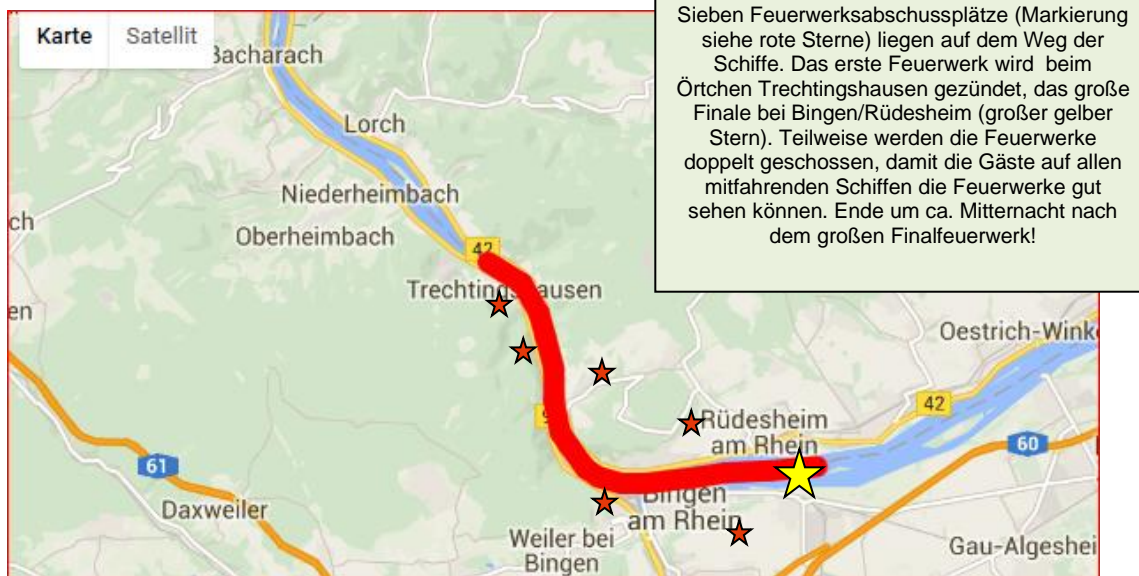 Sieben Feuerwerksabschussplätze (Markierung
siehe rote Sterne) liegen auf dem Weg der
Schiffe. Das erste Feuerwerk wird beim
Örtchen Trechtingshausen gezündet, das große
Finale bei Bingen/Rüdesheim (großer gelber
Stern). Teilweise werden die Feuerwerke
doppelt geschossen, damit die Gäste auf allen
mitfahrenden Schiffen die Feuerwerke gut
sehen können. Ende um ca. Mitternacht nach
dem großen Finalfeuerwerk!
Karte Satellit
Bacharach
Lorch
Niederheimbach
ch
Oberheimbach
42
Trechtingshausen
en
Oestrich-Wink
42
Rüdesheim
am Rhein
60
61
Bingen
am Rhein
Daxweiler
Weiler bei
Bingen
Gau-Algeshei